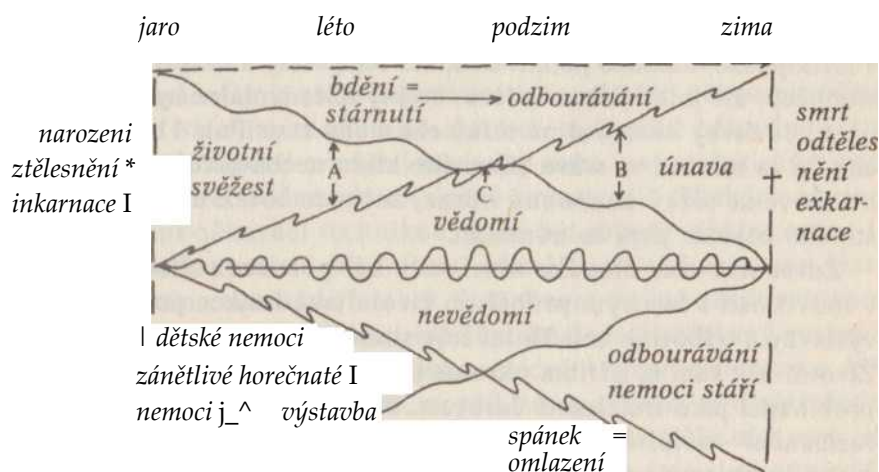 jaro léto podzim zima
bdění =
stárnutí → odbourávání
smrt
odtěles
nění
exkar-
nace
narozeni
ztělesnění *
inkarnace I
životní
svěžest
A
C
B
únava
+
vědomí
nevědomí
| dětské nemoci
zánětlivé horečnaté I
nemoci j_^ výstavba
odbourávání
nemoci stáří
spánek =
omlazení